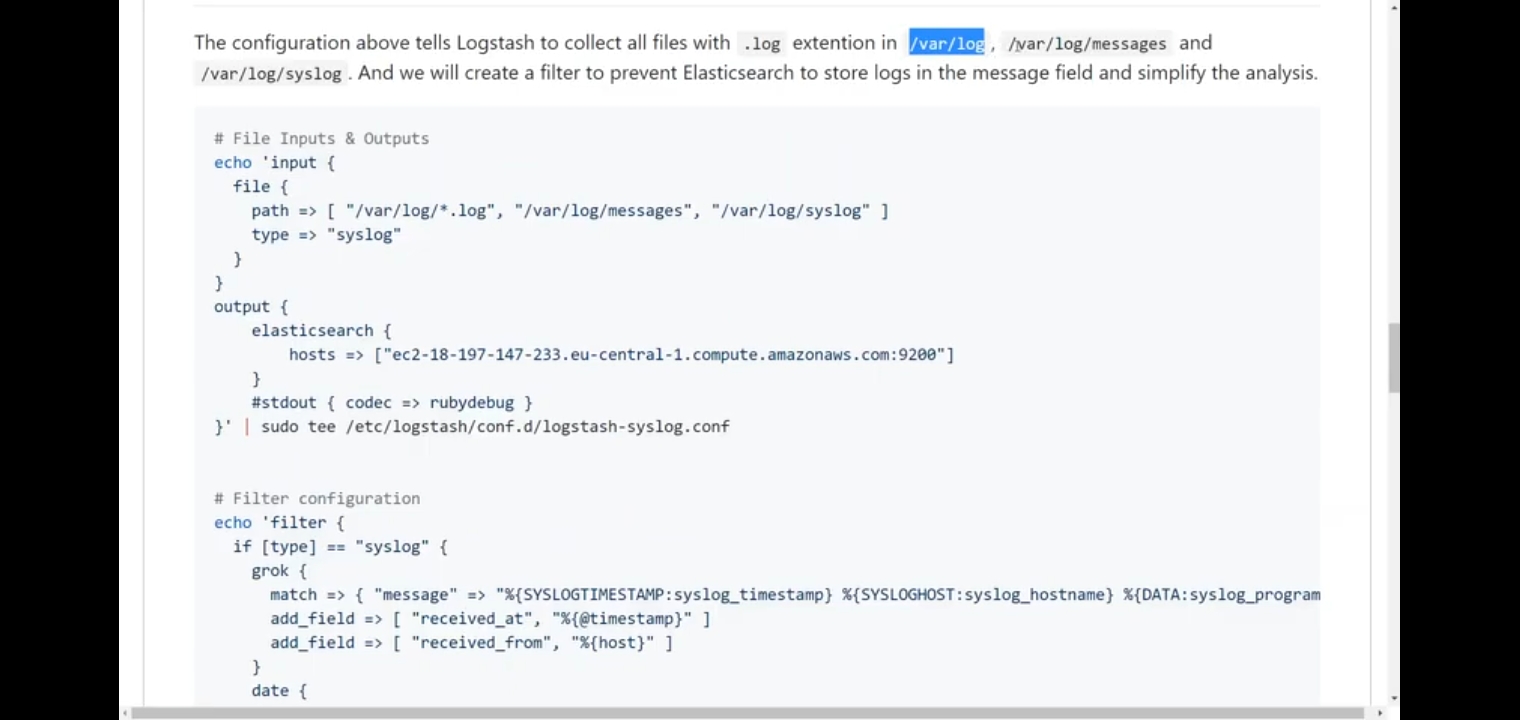 The configuration above tells Logstash to collect all files with .log extention in /var/log , /var/log/messages and
/var/log/syslog . And we will create a filter to prevent Elasticsearch to store logs in the message field and simplify the analysis.
# File Inputs & Outputs
echo 'input {
file {
path => [ "/var/log/*.log", "/var/log/messages", "/var/log/syslog" ]
type => "syslog"
}
}
output {
elasticsearch {
hosts => ["ec2-18-197-147-233.eu-central-1.compute.amazonaws.com:9200"]
}
#stdout { codec => rubydebug }
}' | sudo tee /etc/logstash/conf.d/logstash-syslog.conf
# Filter configuration
echo 'filter {
if [type] == "syslog" {
grok {
match => { "message" => "%{SYSLOGTIMESTAMP:syslog_timestamp} %{SYSLOGHOST:syslog_hostname} %{DATA:syslog_program
add_field => [ "received_at", "%{@timestamp}" ]
add_field => [ "received_from", "%{host}" ]
}
date {